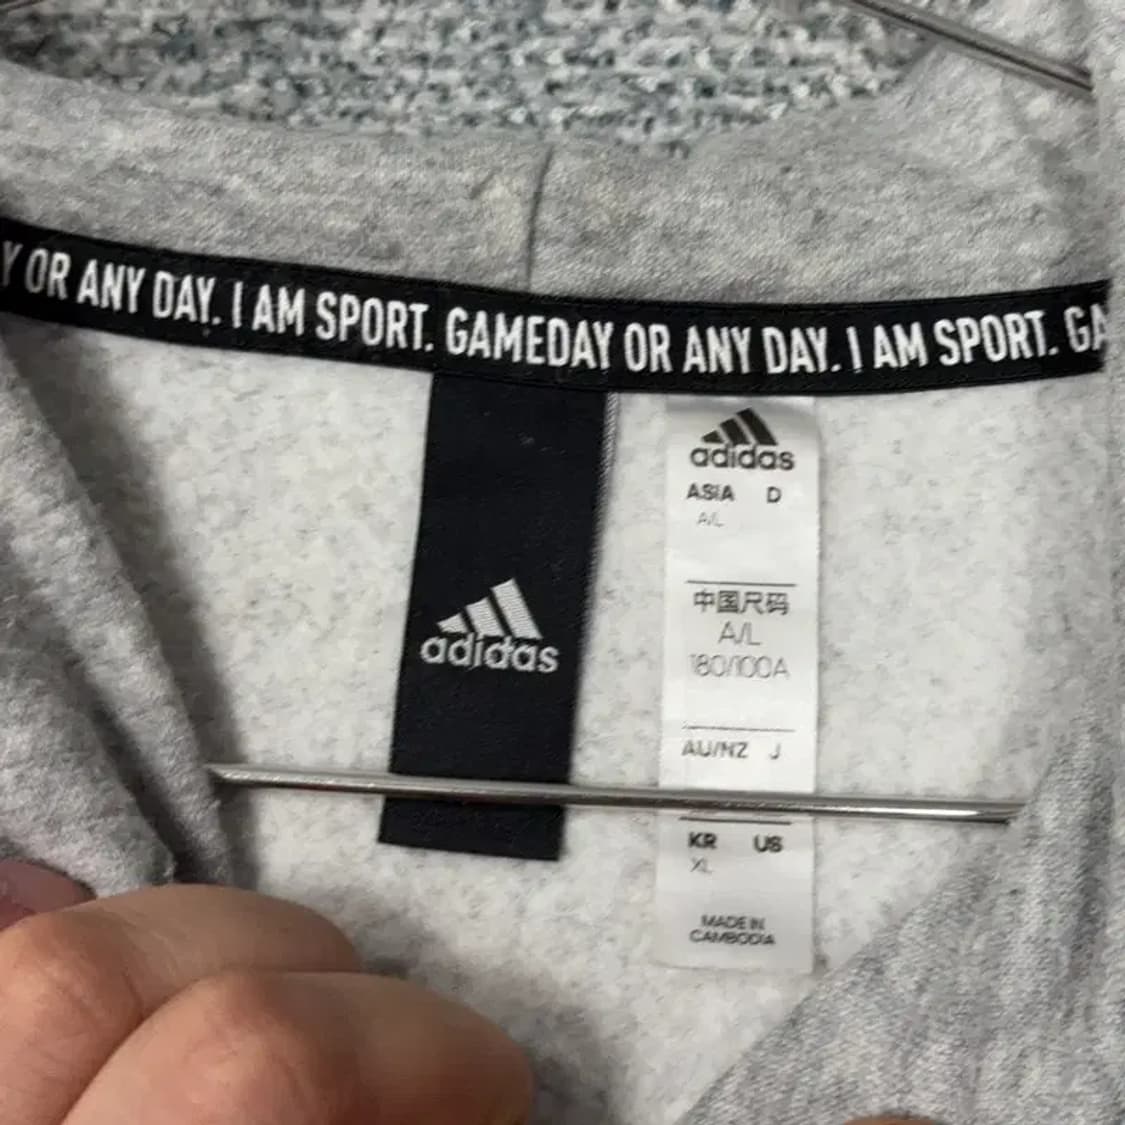 Y OR ANY DAY. I AM SPORT. GAMEDAY OR ANY DAY. I AM SPORT. GA
adidas
adidas
ASIA D
A/L
中国尺码
A/L
180/100A
AU/NZ J
KR US
XL
MADE IN
CAMBODIA